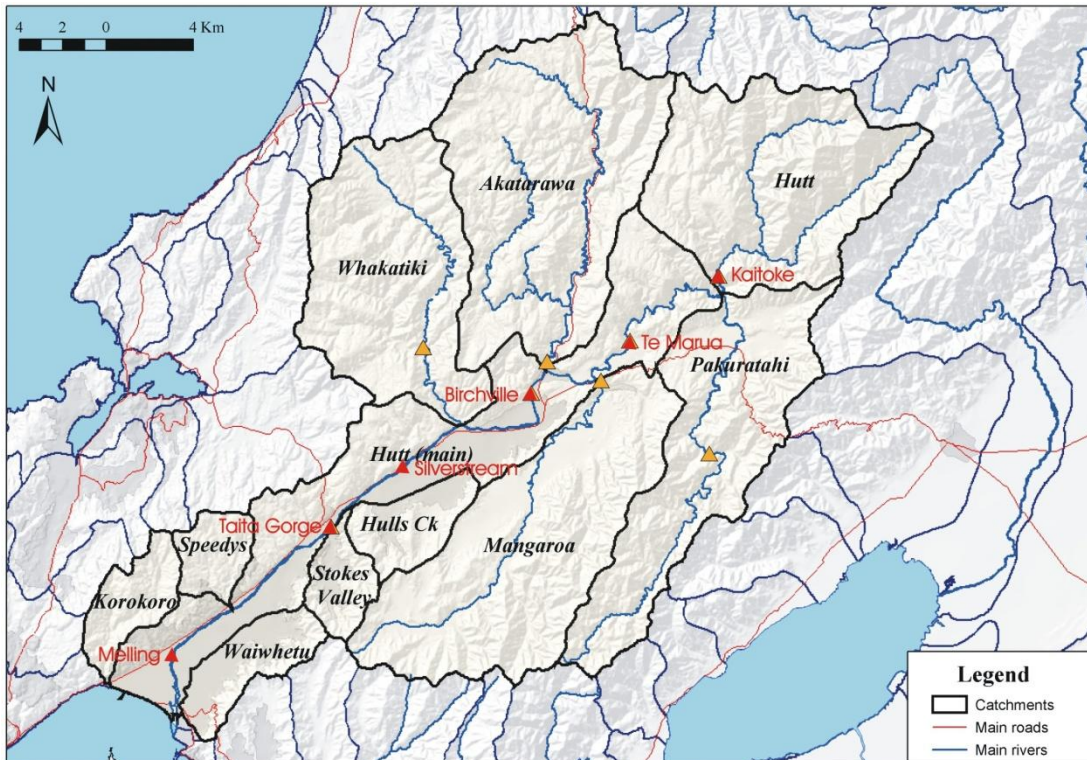 4 2 0 4 Km
N
Akatarawa
Hutt
Whakatiki
Kaitoke
Te Marua
Pakuratahi
Birchville
Hutt (main)
Silverstream
Taita Gorge
Hulls Ck
Speedys
Mangaroa
Stokes
Valley
Korokoro
Waiwhetu
Melling
Legend
Catchments
Main roads
Main rivers